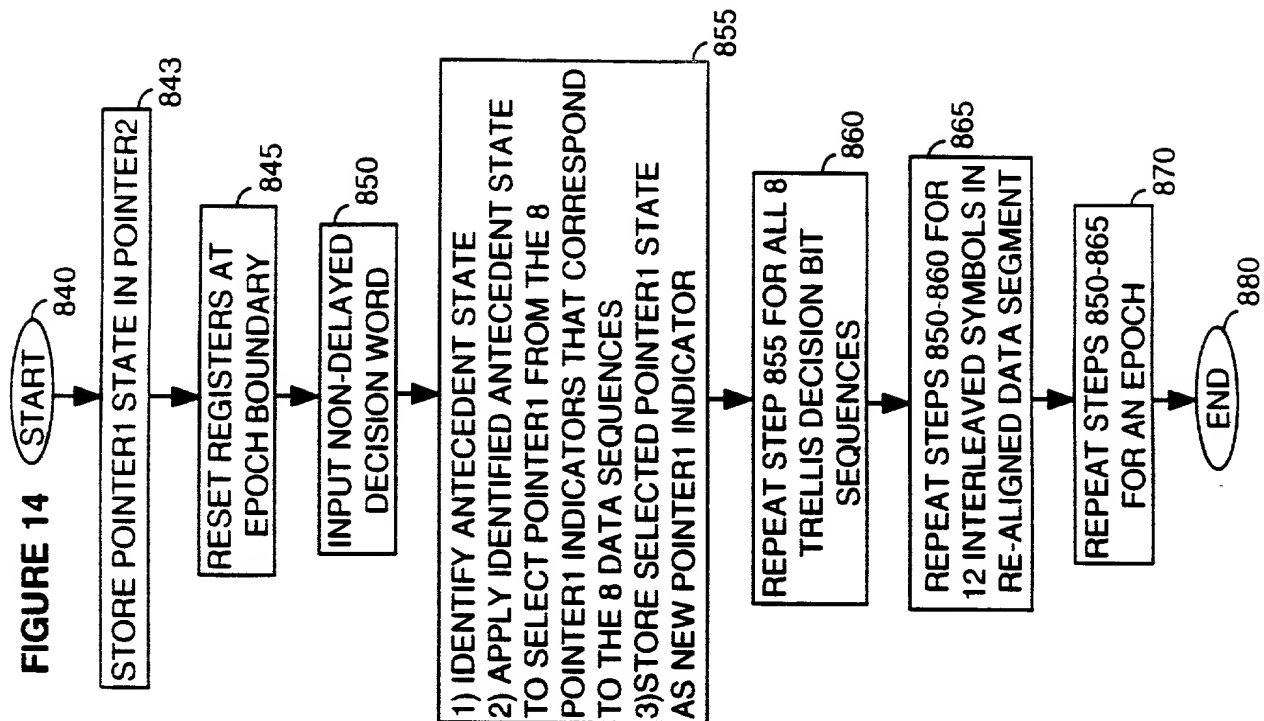 FIGURE 14
START
840
STORE POINTER1 STATE IN POINTER2
843
RESET REGISTERS AT
EPOCH BOUNDARY
845
INPUT NON-DELAYED
DECISION WORD
850
1) IDENTIFY ANTECEDENT STATE
2) APPLY IDENTIFIED ANTECEDENT STATE
TO SELECT POINTER1 FROM THE 8
POINTER1 INDICATORS THAT CORRESPOND
TO THE 8 DATA SEQUENCES
3)STORE SELECTED POINTER1 STATE
AS NEW POINTER1 INDICATOR
855
REPEAT STEP 855 FOR ALL 8
TRELLIS DECISION BIT
SEQUENCES
860
REPEAT STEPS 850-860 FOR
12 INTERLEAVED SYMBOLS IN
RE-ALIGNED DATA SEGMENT
865
REPEAT STEPS 850-865
FOR AN EPOCH
870
END
880